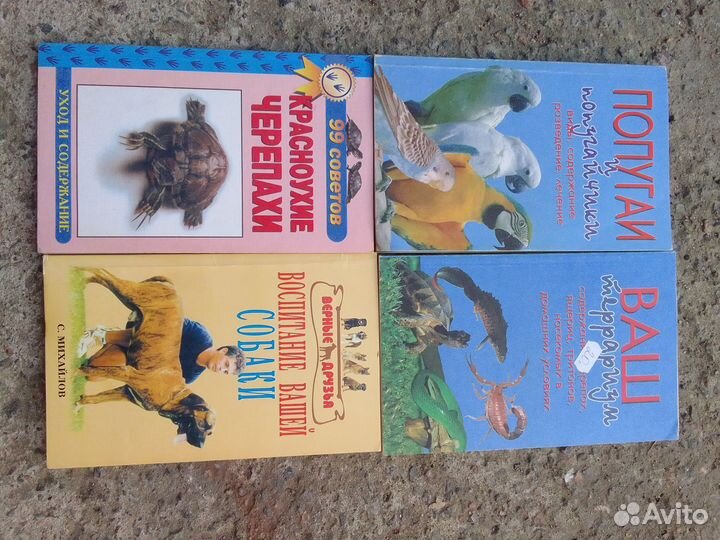 99 советов
КРАСНОУХИЕ
ЧЕРЕПАХИ
УХОД И СОДЕРЖАНИЕ
ПОПУГАИ
и
попугайчики
виды, содержание,
разведение, лечение
ВЕРНЫЕ ДРУЗЬЯ
ВОСПИТАНИЕ ВАШЕЙ
СОБАКИ
С. МИХАЙЛОВ
ВАШ
террариум
содержание черепах,
ящериц, тритонов,
в
домашних условиях
Avito